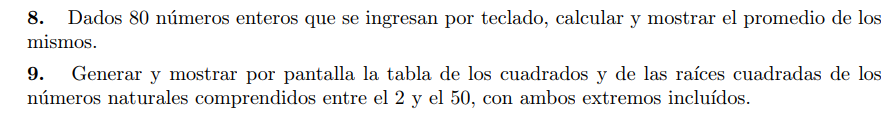 8. Dados 80 números enteros que se ingresan por teclado, calcular y mostrar el promedio de los
mismos.
9. Generar y mostrar por pantalla la tabla de los cuadrados y de las raíces cuadradas de los
números naturales comprendidos entre el 2 y el 50, con ambos extremos incluídos.